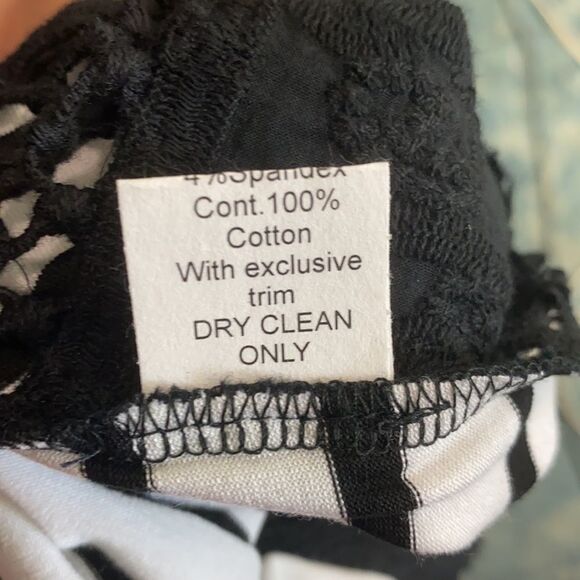 4%Spandex
Cont.100%
Cotton
With exclusive
trim
DRY CLEAN
ONLY